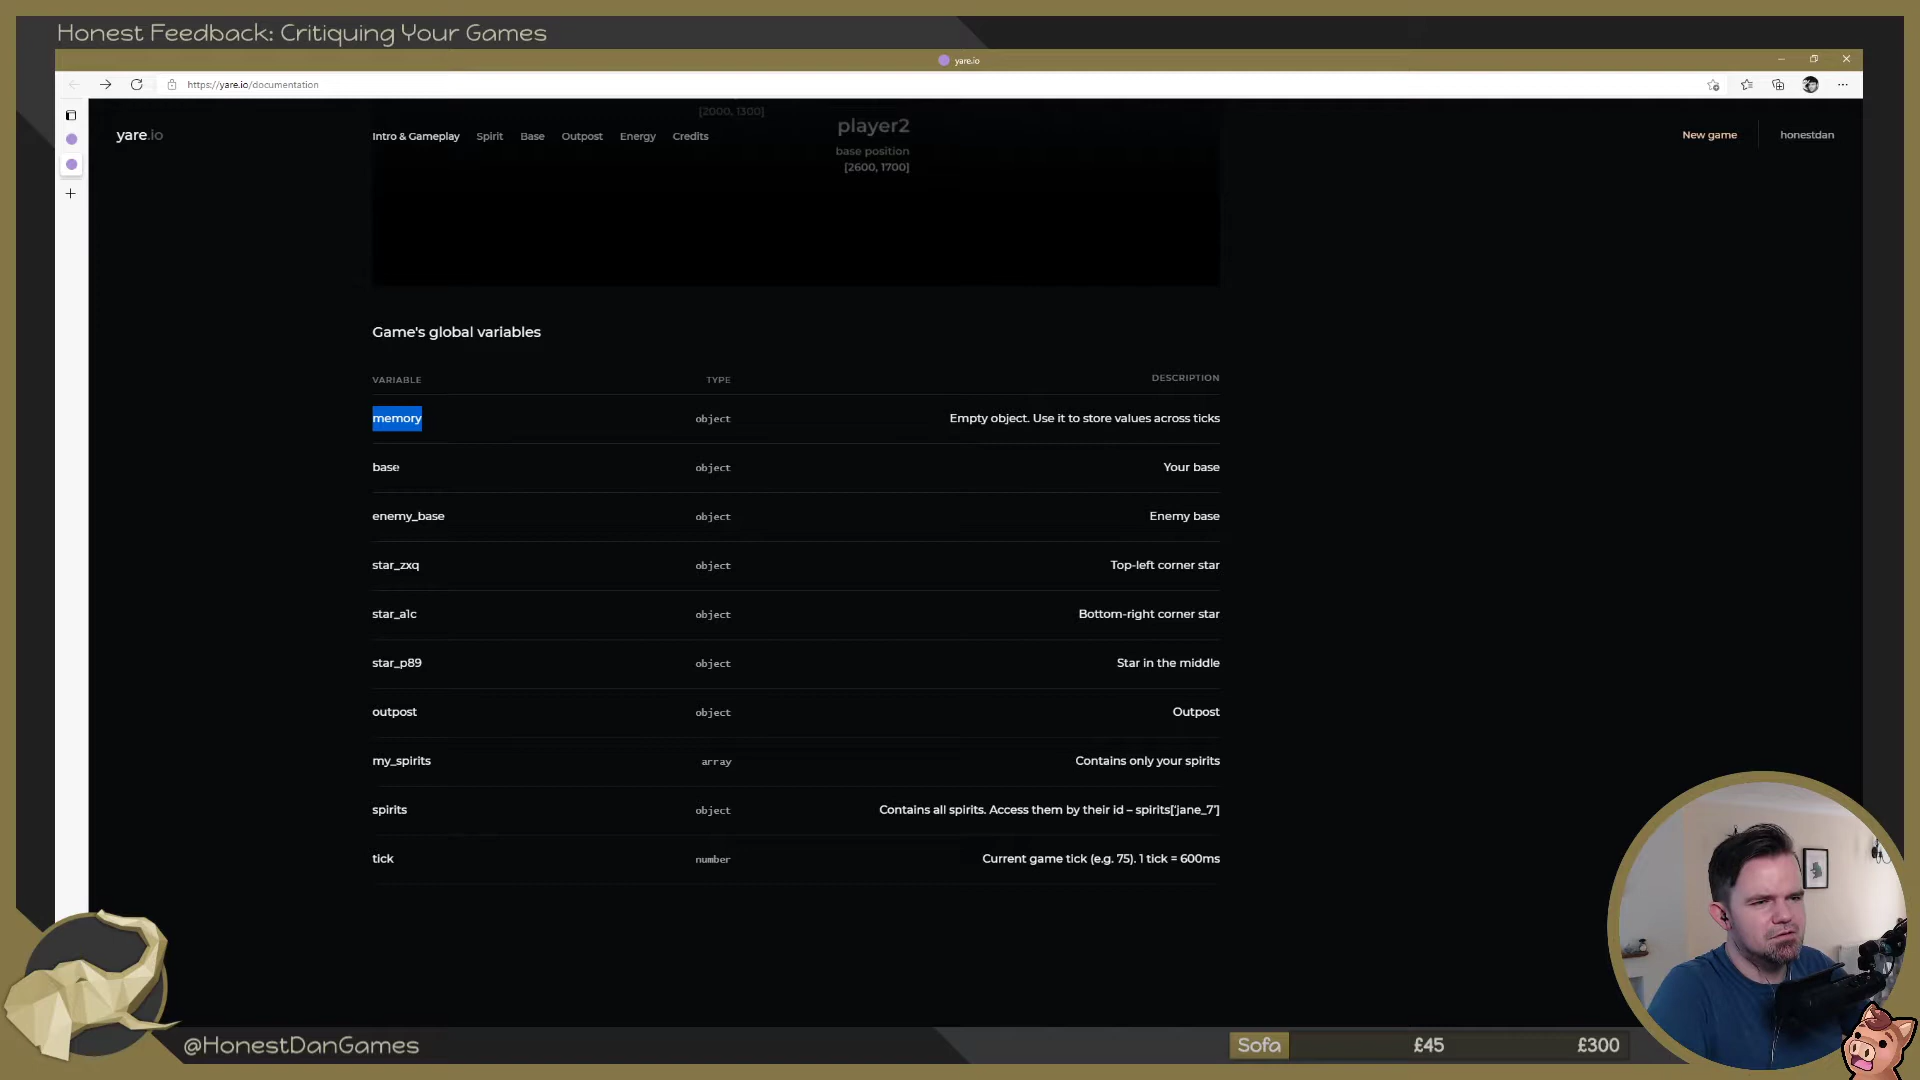 Honest Feedback: Critiquing Your Games
yare.io
https://yare.io/documentation
[2000, 1300]
player2
base position
[2600, 1700]
yare.io
Intro & Gameplay Spirit Base Outpost Energy Credits
New game honestdan
Game's global variables
VARIABLE TYPE DESCRIPTION
memory object Empty object. Use it to store values across ticks
base object Your base
enemy_base object Enemy base
star_zxq object Top-left corner star
star_a1c object Bottom-right corner star
star_p89 object Star in the middle
outpost object Outpost
my_spirits array Contains only your spirits
spirits object Contains all spirits. Access them by their id – spirits['jane_7']
tick number Current game tick (e.g. 75). 1 tick = 600ms
@HonestDanGames
Sofa £45 £300